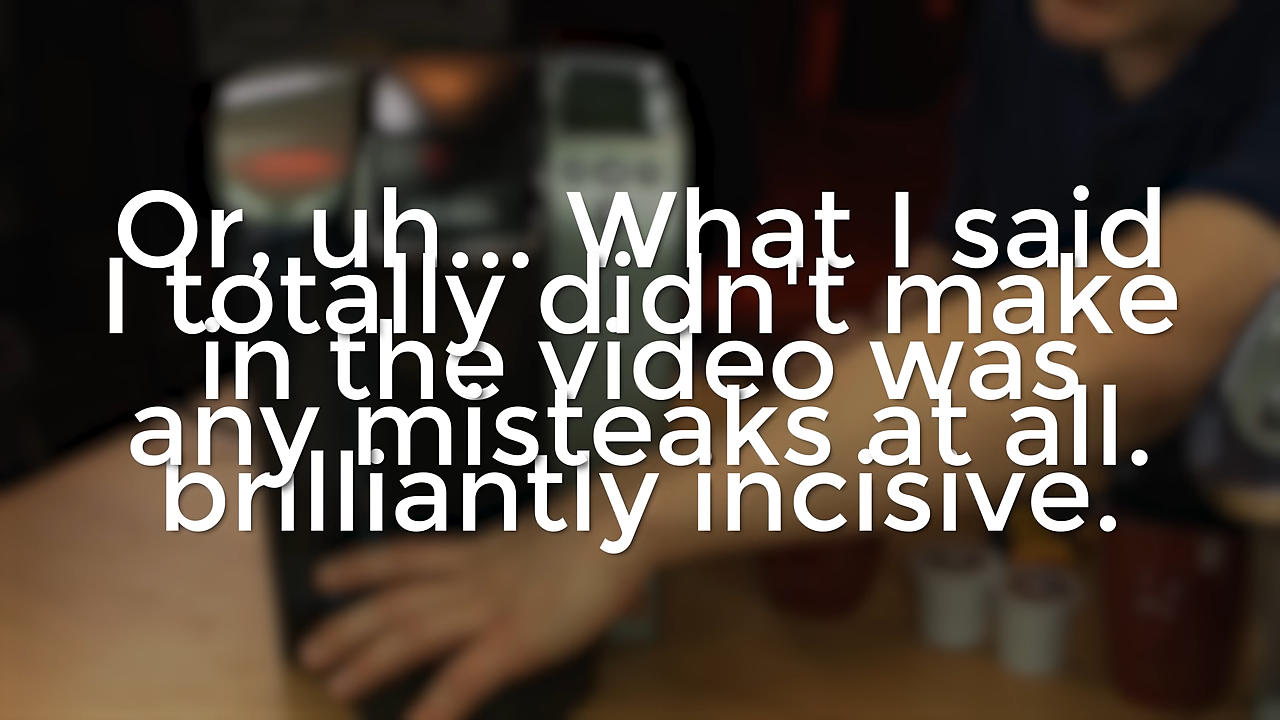 Or, uh... What I said
I totally didn't make
in the video was
any misteaks at all.
brilliantly incisive.